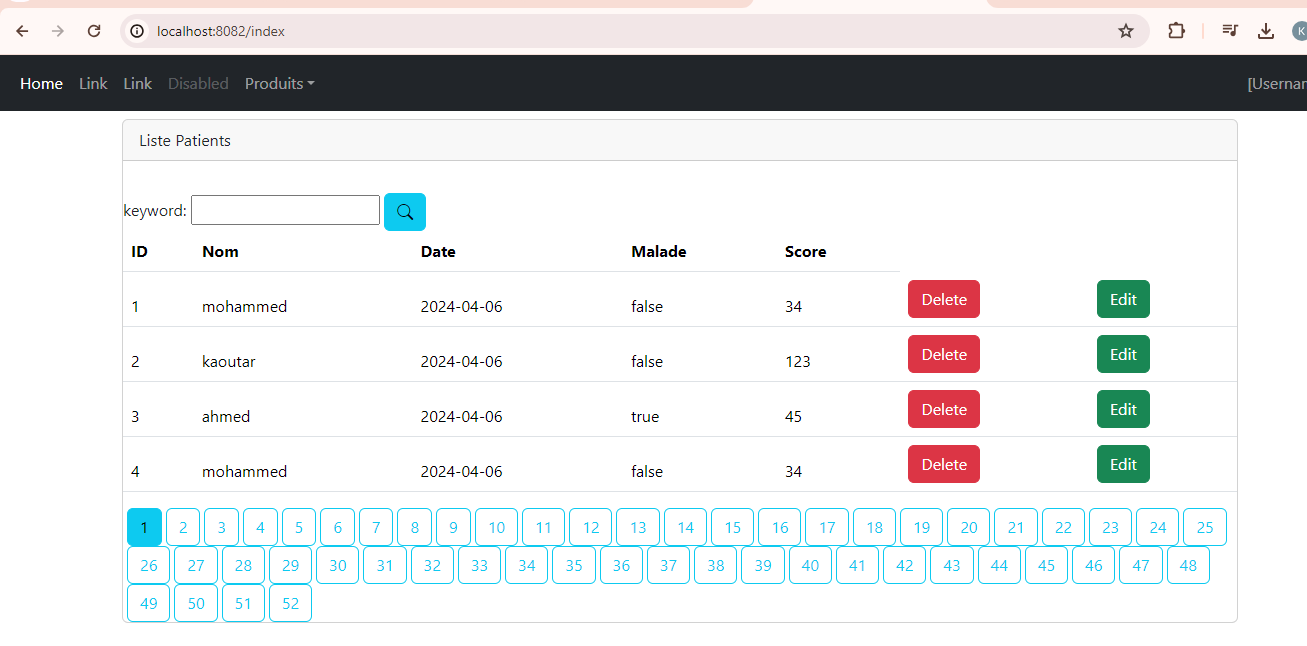 localhost:8082/index
K
Home Link Link Disabled Produits [Usernam
Liste Patients
keyword:
ID Nom Date Malade Score
1 mohammed 2024-04-06 false 34 Delete Edit
2 kaoutar 2024-04-06 false 123 Delete Edit
3 ahmed 2024-04-06 true 45 Delete Edit
4 mohammed 2024-04-06 false 34 Delete Edit
1 2 3 4 5 6 7 8 9 10 11 12 13 14 15 16 17 18 19 20 21 22 23 24 25
26 27 28 29 30 31 32 33 34 35 36 37 38 39 40 41 42 43 44 45 46 47 48
49 50 51 52